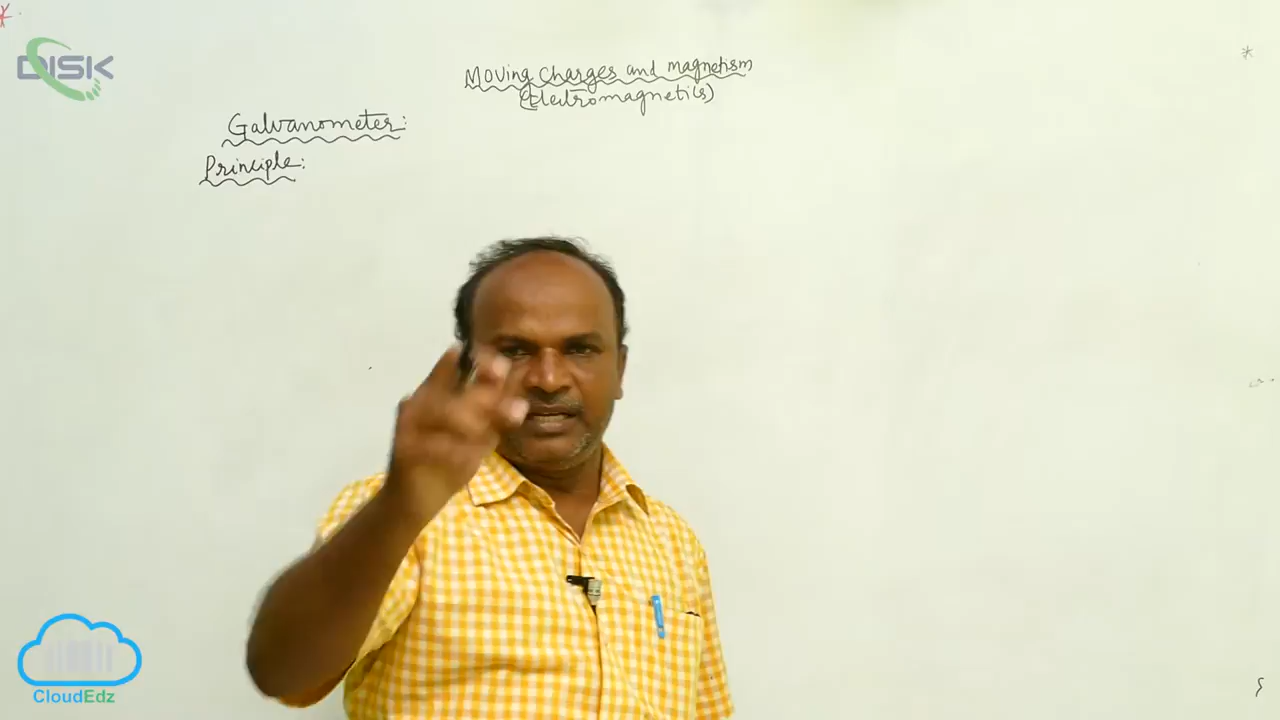 DISK
Moving charges and magnetism
(Electromagnetics)
Galvanometer:
Principle:
CloudEdz